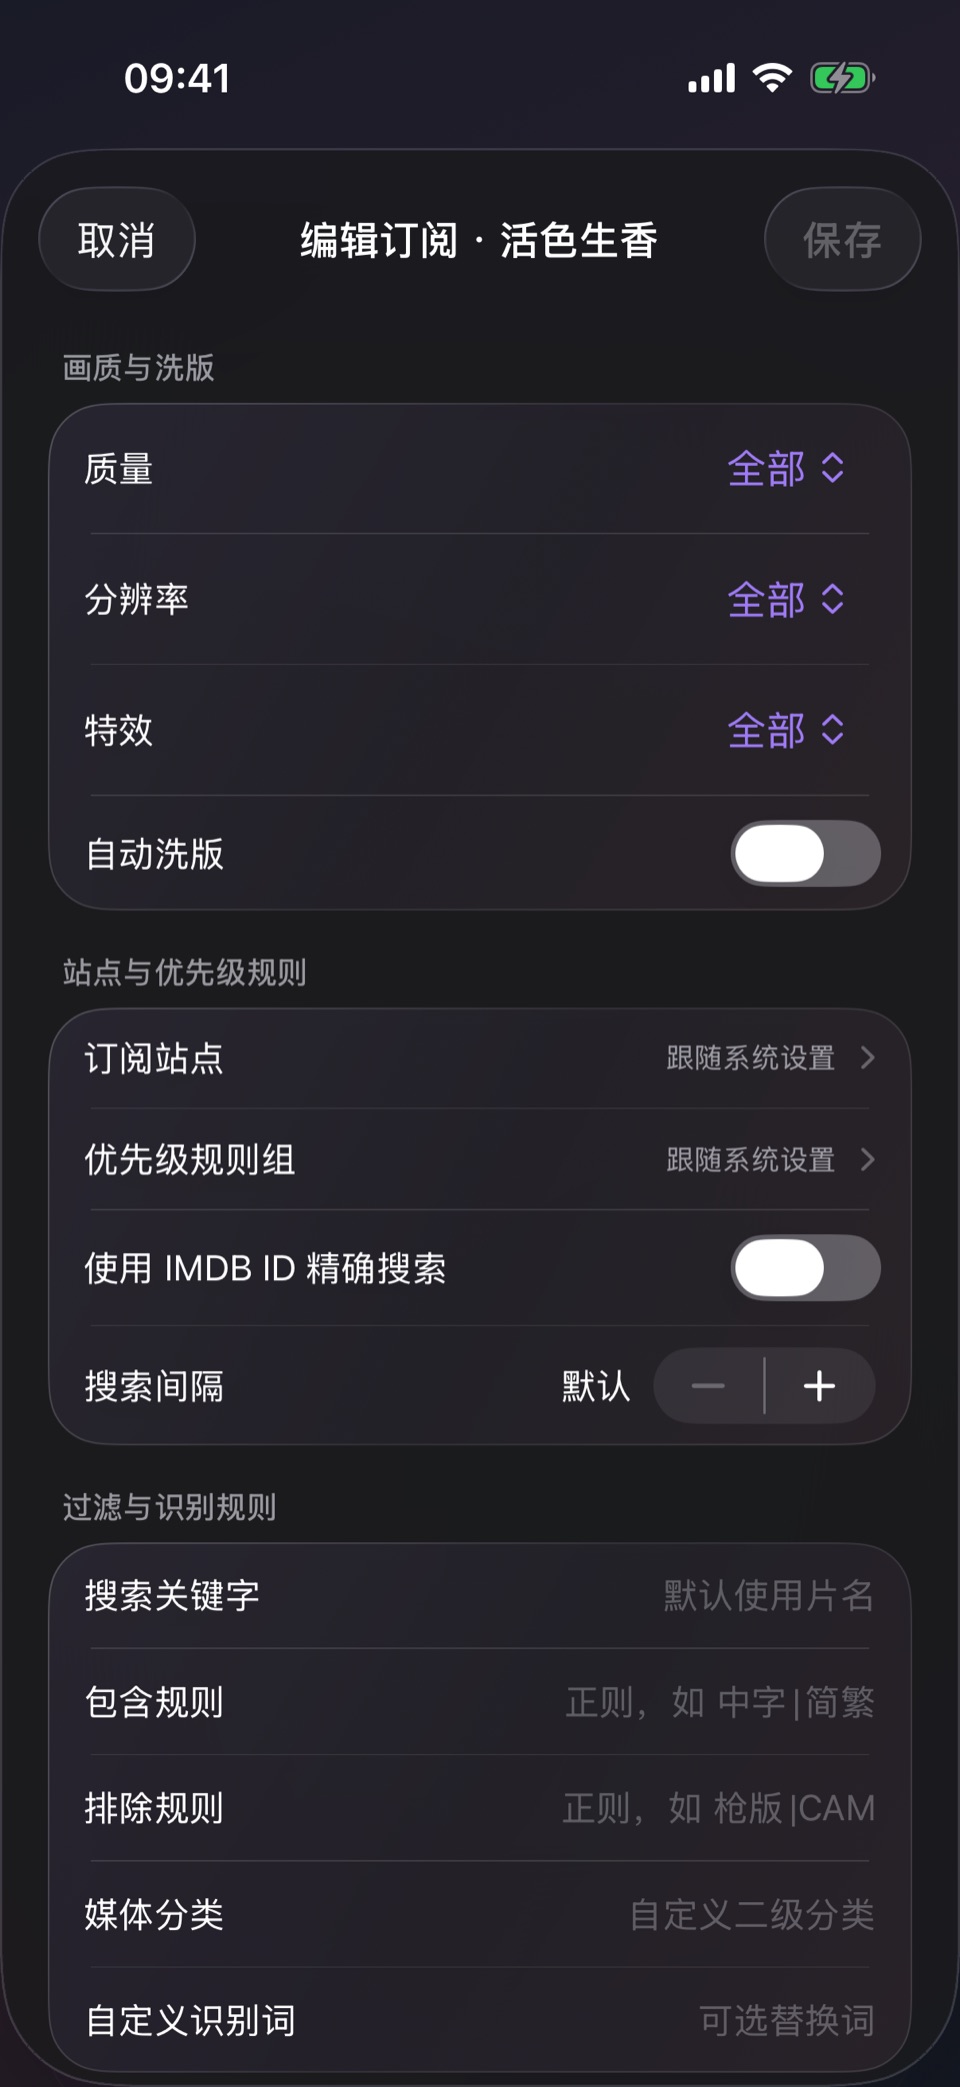 09:41
取消
编辑订阅 · 活色生香
保存
画质与洗版
质量 全部
分辨率 全部
特效 全部
自动洗版
站点与优先级规则
订阅站点 跟随系统设置
优先级规则组 跟随系统设置
使用 IMDB ID 精确搜索
搜索间隔 默认 − +
过滤与识别规则
搜索关键字 默认使用片名
包含规则 正则，如 中字|简繁
排除规则 正则，如 枪版|CAM
媒体分类 自定义二级分类
自定义识别词 可选替换词